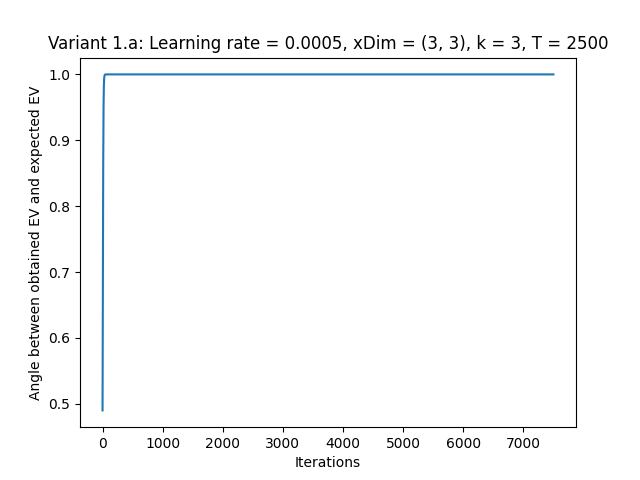 Variant 1.a: Learning rate = 0.0005, xDim = (3, 3), k = 3, T = 2500
Angle between obtained EV and expected EV
1.0
0.9
0.8
0.7
0.6
0.5
0 1000 2000 3000 4000 5000 6000 7000
Iterations